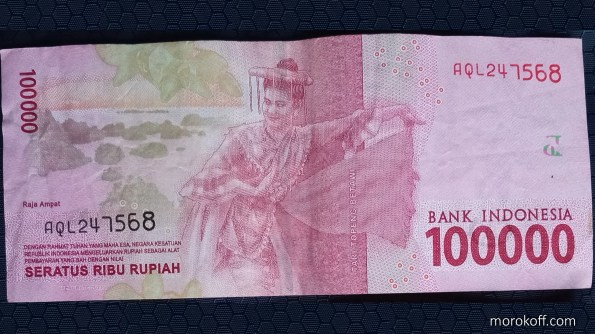 100000
AQL247568
Raja Ampat
AQL247568
DENGAN RAHMAT TUHAN YANG MAHA ESA, NEGARA KESATUAN
REPUBLIK INDONESIA MENGELUARKAN RUPIAH SEBAGAI ALAT
PEMBAYARAN YANG SAH DENGAN NILAI
SERATUS RIBU RUPIAH
BANK INDONESIA
100000
morokoff.com